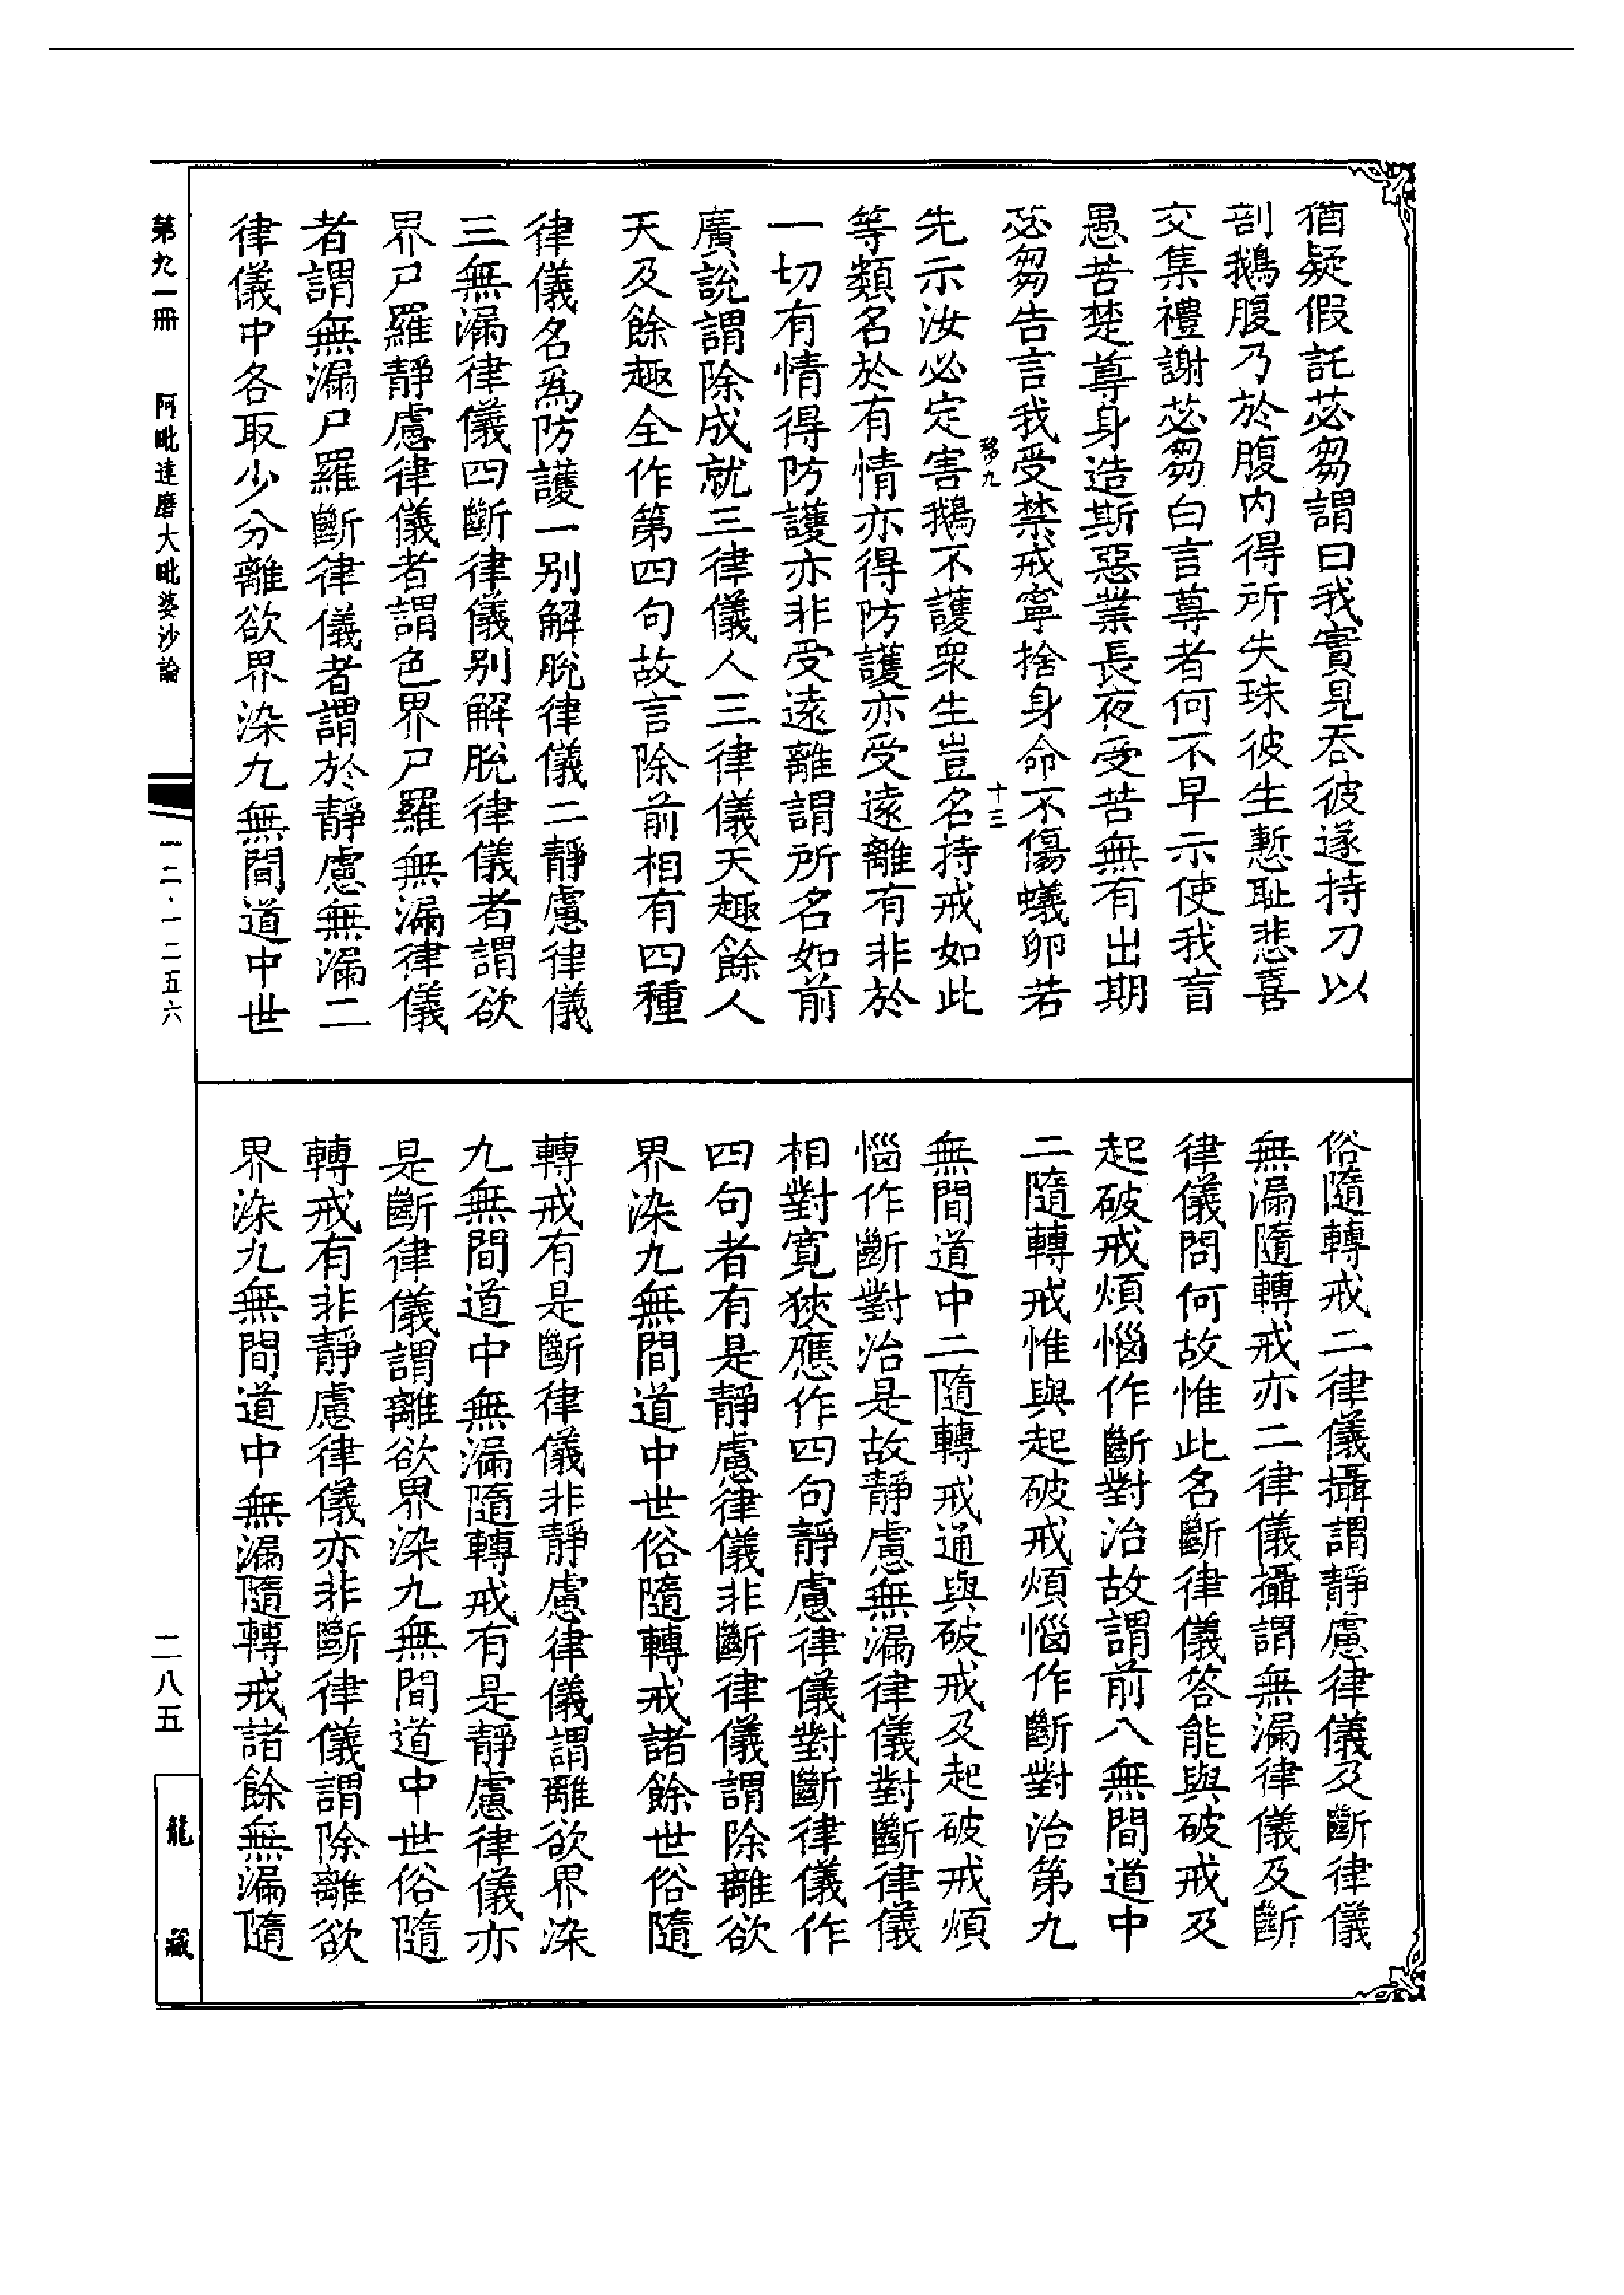 猶疑假託苾芻謂曰我實見吞彼遂持刀以
剖鵝腹乃於腹内得所失珠彼生慙耻悲喜
交集禮謝苾芻白言尊者何不早示使我盲
愚苦楚尊身造斯惡業長夜受苦無有出期
苾芻告言我受禁戒寧捨身命不傷蟻卵若
先示汝必定害鵝不護衆生豈名持戒如此
等類名於有情亦得防護亦受遠離有非於
一切有情得防護亦非受遠離謂所名如前
廣說謂除成就三律儀人三律儀天趣餘人
天及餘趣全作第四句故言除前相有四種
律儀名爲防護一别解脫律儀二靜慮律儀
三無漏律儀四斷律儀别解脫律儀者謂欲
界尸羅靜慮律儀者謂色界尸羅無漏律儀
者謂無漏尸羅斷律儀者謂於靜慮無漏二
律儀中各取少分離欲界染九無間道中世
十三
俗隨轉戒二律儀攝謂靜慮律儀及斷律儀
無漏隨轉戒亦二律儀攝謂無漏律儀及斷
律儀問何故惟此名斷律儀答能與破戒及
起破戒煩惱作斷對治故謂前八無間道中
二隨轉戒惟與起破戒煩惱作斷對治第九
無間道中二隨轉戒通與破戒及起破戒煩
惱作斷對治是故靜慮無漏律儀對斷律儀
相對寬狹應作四句靜慮律儀對斷律儀作
四句者有是靜慮律儀非斷律儀謂除離欲
界染九無間道中世俗隨轉戒諸餘世俗隨
轉戒有是斷律儀非靜慮律儀謂離欲界染
九無間道中無漏隨轉戒有是靜慮律儀亦
是斷律儀謂離欲界染九無間道中世俗隨
轉戒有非靜慮律儀亦非斷律儀謂除離欲
界染九無間道中無漏隨轉戒諸餘無漏隨
第九一冊 阿毗達磨大毗婆沙論
一二·一二五六
二八五
龍藏